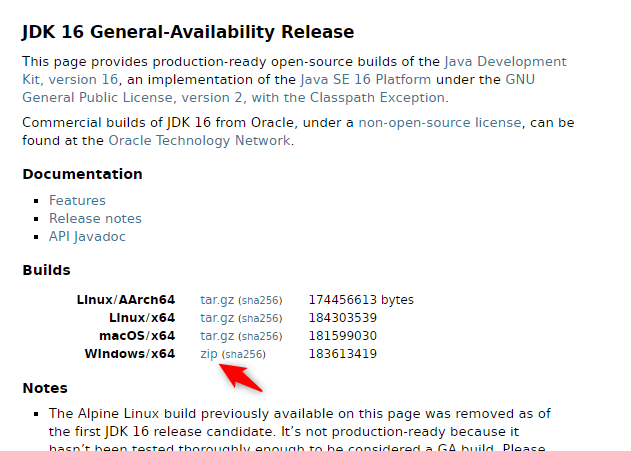 JDK 16 General-Availability Release
This page provides production-ready open-source builds of the Java Development
Kit, version 16, an implementation of the Java SE 16 Platform under the GNU
General Public License, version 2, with the Classpath Exception.
Commercial builds of JDK 16 from Oracle, under a non-open-source license, can be
found at the Oracle Technology Network.
Documentation
Features
Release notes
API Javadoc
Builds
Linux/AArch64 tar.gz (sha256) 174456613 bytes
Linux/x64 tar.gz (sha256) 184303539
macOS/x64 tar.gz (sha256) 181599030
Windows/x64 zip (sha256) 183613419
Notes
The Alpine Linux build previously available on this page was removed as of
the first JDK 16 release candidate. It’s not production-ready because it
hasn’t been tested thoroughly enough to be considered a GA build. Please